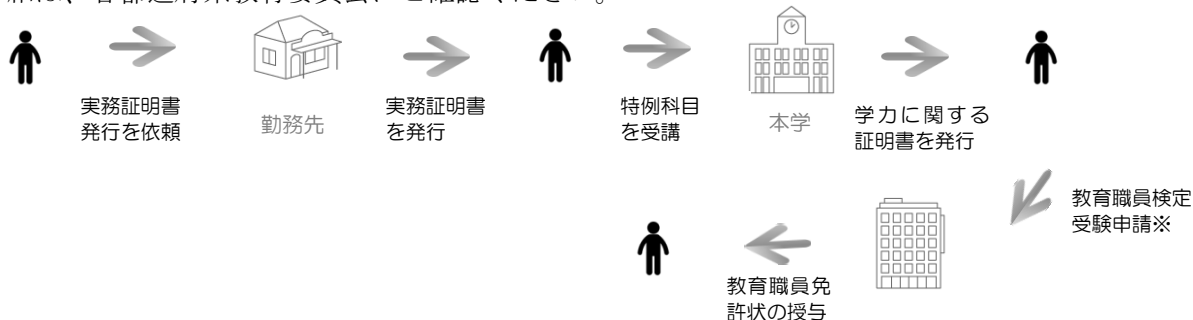 実務証明書
発行を依頼
勤務先
実務証明書
を発行
特例科目
を受講
本学
学力に関する
証明書を発行
教育職員検定
受験申請※
教育職員免
許状の授与